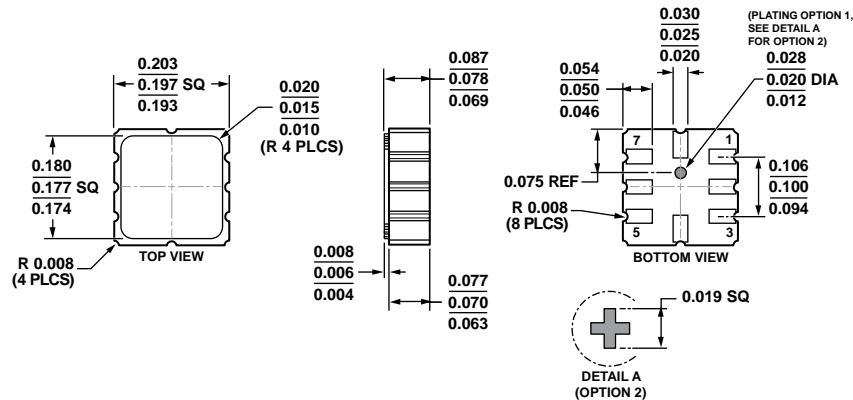 0.203
0.197 SQ
0.193
0.020
0.015
0.010
(R 4 PLCS)
0.180
0.177 SQ
0.174
R 0.008
(4 PLCS)
TOP VIEW
0.087
0.078
0.069
0.008
0.006
0.004
0.077
0.070
0.063
0.030
0.025
0.020
(PLATING OPTION 1,
SEE DETAIL A
FOR OPTION 2)
0.054
0.050
0.046
0.028
0.020 DIA
0.012
7
1
0.075 REF
0.106
0.100
0.094
R 0.008
(8 PLCS)
5
3
BOTTOM VIEW
0.019 SQ
DETAIL A
(OPTION 2)